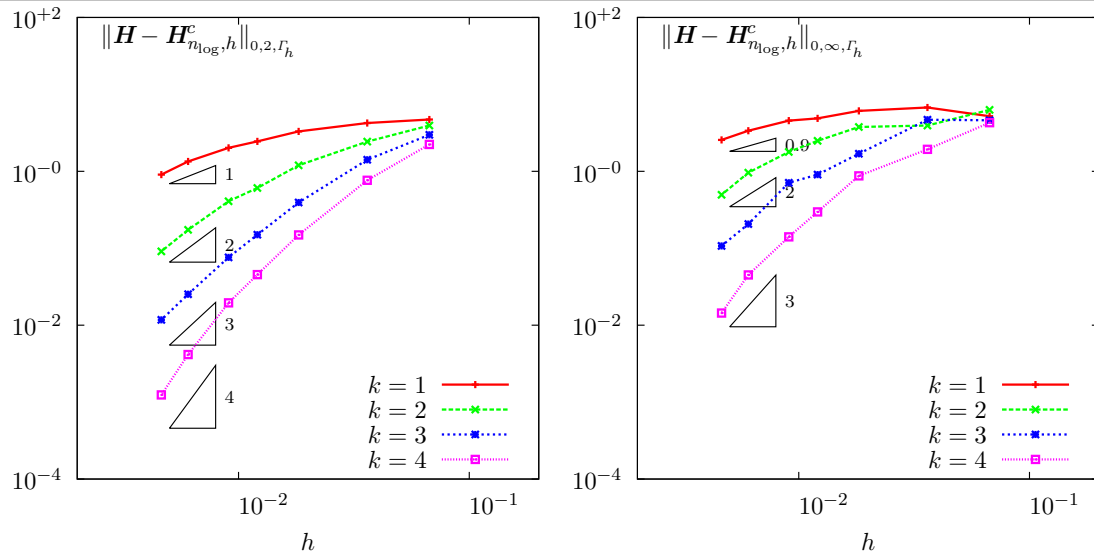 ‖H − H^c_{n_log,h}‖_{0,2,Γ_h}
10^{+2}
10^{−0}
10^{−2}
10^{−4}
1
2
3
4
k = 1
k = 2
k = 3
k = 4
10^{−2}
10^{−1}
h
‖H − H^c_{n_log,h}‖_{0,∞,Γ_h}
10^{+2}
10^{−0}
10^{−2}
10^{−4}
0.9
2
3
k = 1
k = 2
k = 3
k = 4
10^{−2}
10^{−1}
h